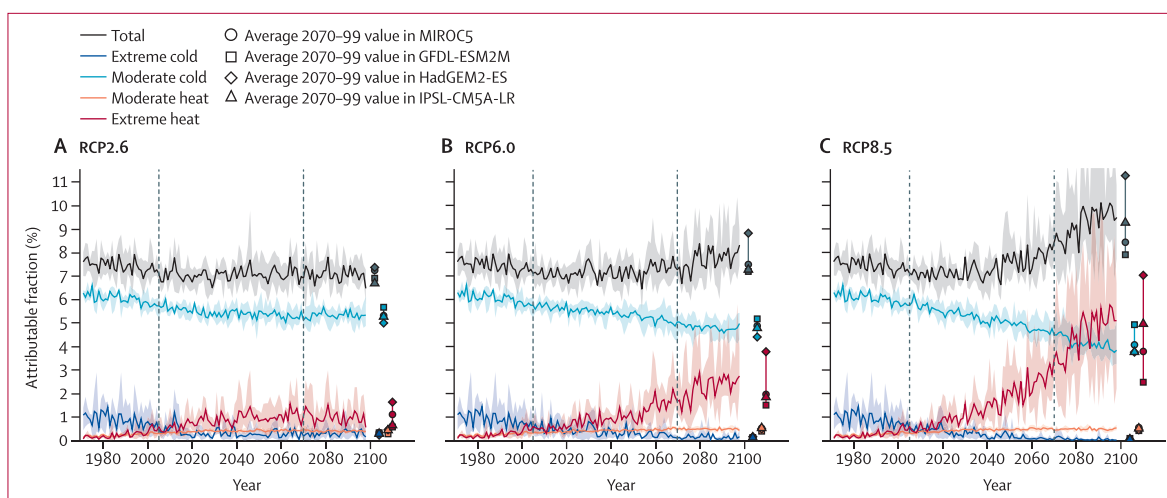 Total
Extreme cold
Moderate cold
Moderate heat
Extreme heat
Average 2070–99 value in MIROC5
Average 2070–99 value in GFDL-ESM2M
Average 2070–99 value in HadGEM2-ES
Average 2070–99 value in IPSL-CM5A-LR
A RCP2.6
B RCP6.0
C RCP8.5
Attributable fraction (%)
11
10
9
8
7
6
5
4
3
2
1
0
1980 2000 2020 2040 2060 2080 2100
1980 2000 2020 2040 2060 2080 2100
1980 2000 2020 2040 2060 2080 2100
Year
Year
Year